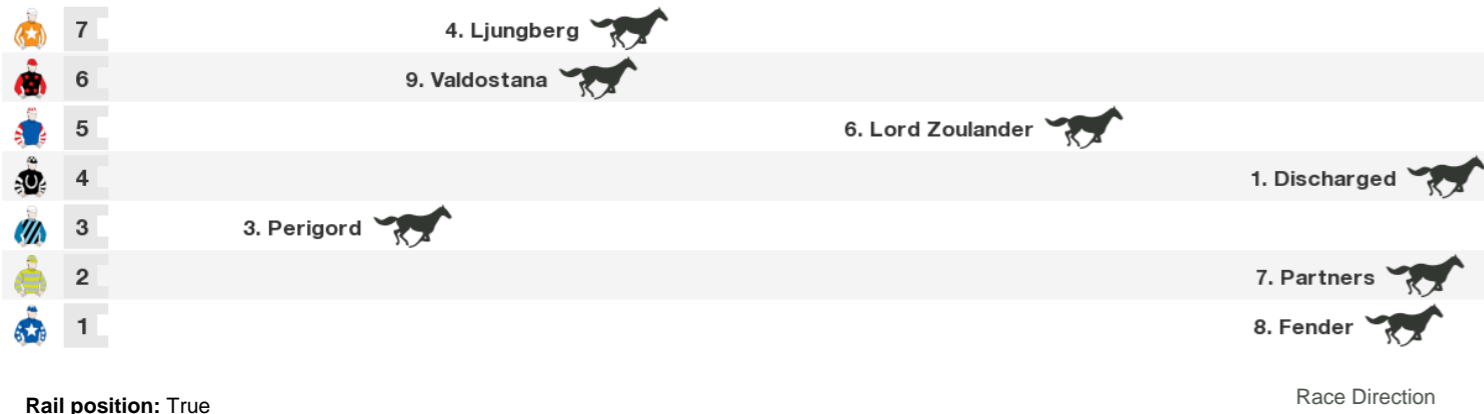 7 4. Ljungberg
6 9. Valdostana
5 6. Lord Zoulander
4 1. Discharged
3 3. Perigord
2 7. Partners
1 8. Fender
Rail position: True
Race Direction